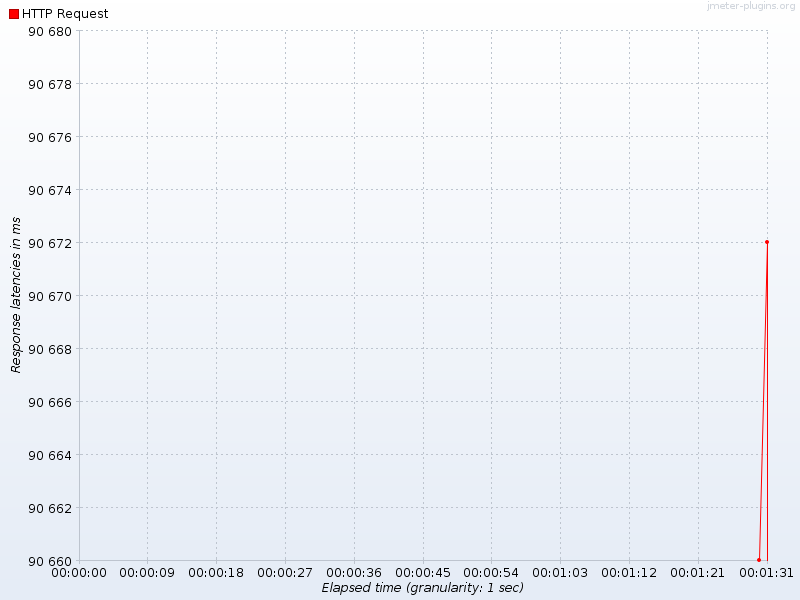 jmeter-plugins.org
HTTP Request
90 680
90 678
90 676
90 674
90 672
90 670
90 668
90 666
90 664
90 662
90 660
Response latencies in ms
00:00:00 00:00:09 00:00:18 00:00:27 00:00:36 00:00:45 00:00:54 00:01:03 00:01:12 00:01:21 00:01:31
Elapsed time (granularity: 1 sec)